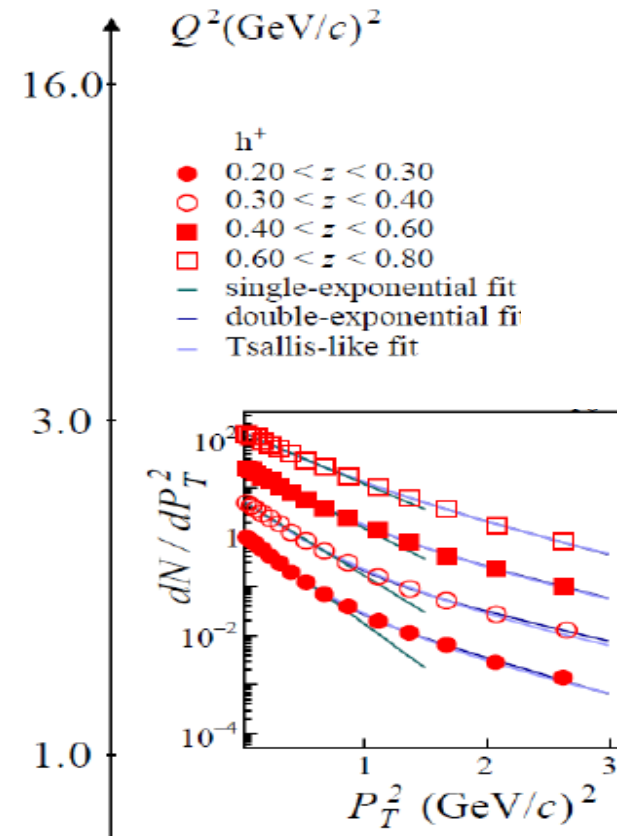 Q²(GeV/c)²
16.0
h⁺
0.20 < z < 0.30
0.30 < z < 0.40
0.40 < z < 0.60
0.60 < z < 0.80
single-exponential fit
double-exponential fit
Tsallis-like fit
3.0
10²
1
10⁻²
10⁻⁴
dN / dP_T²
1.0
1 2 3
P_T² (GeV/c)²